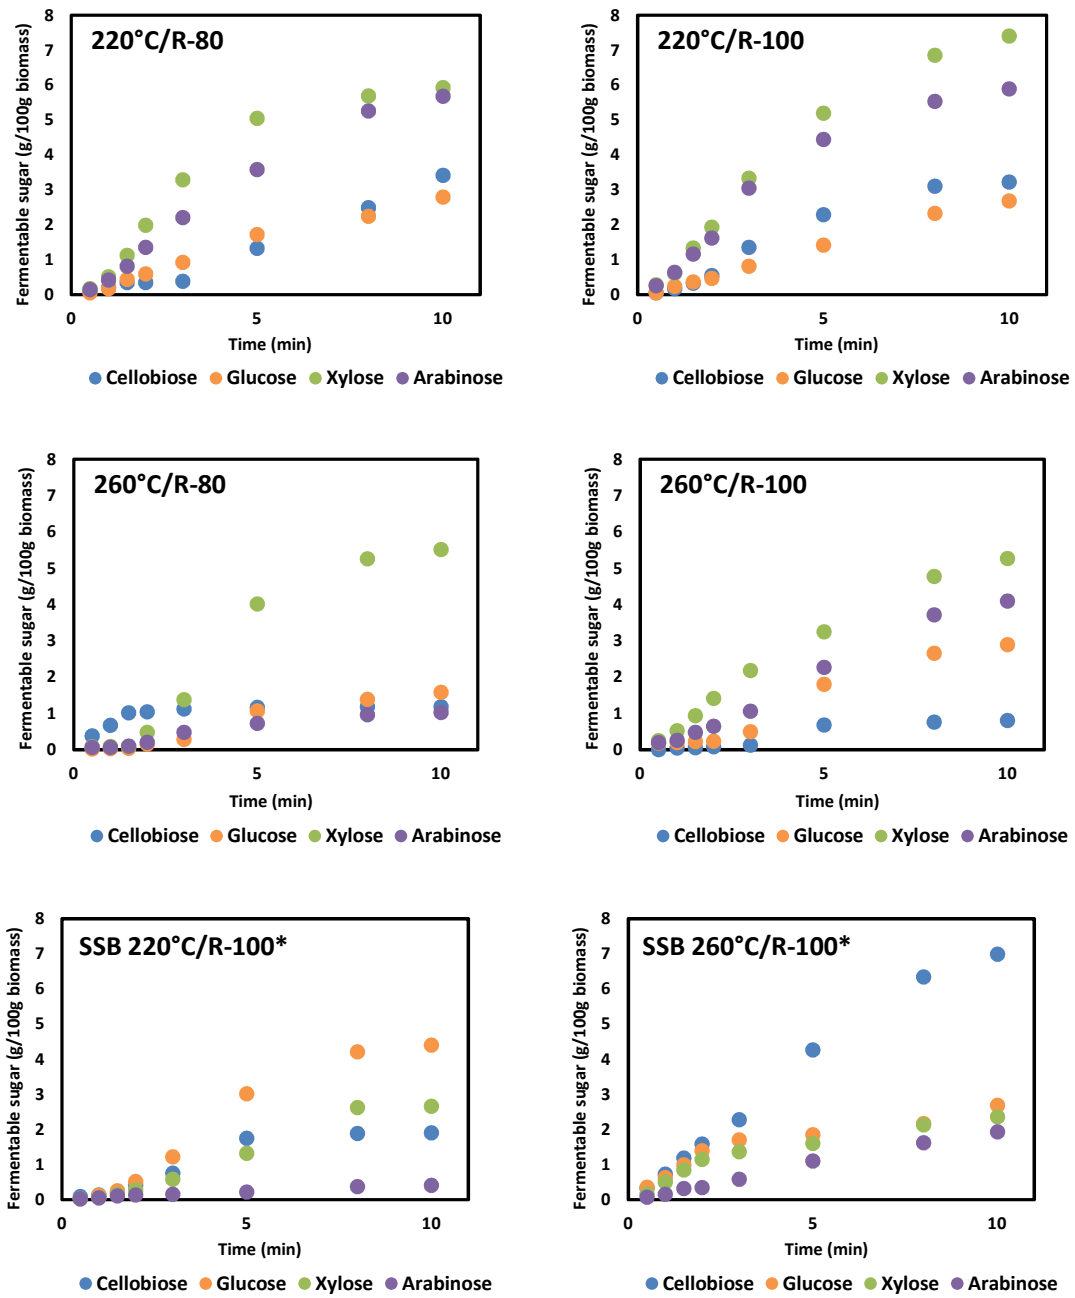 220°C/R-80
Fermentable sugar (g/100g biomass)
8
7
6
5
4
3
2
1
0
0 5 10
Time (min)
Cellobiose Glucose Xylose Arabinose
220°C/R-100
Fermentable sugar (g/100g biomass)
8
7
6
5
4
3
2
1
0
0 5 10
Time (min)
Cellobiose Glucose Xylose Arabinose
260°C/R-80
Fermentable sugar (g/100g biomass)
8
7
6
5
4
3
2
1
0
0 5 10
Time (min)
Cellobiose Glucose Xylose Arabinose
260°C/R-100
Fermentable sugar (g/100g biomass)
8
7
6
5
4
3
2
1
0
0 5 10
Time (min)
Cellobiose Glucose Xylose Arabinose
SSB 220°C/R-100*
Fermentable sugar (g/100g biomass)
8
7
6
5
4
3
2
1
0
0 5 10
Time (min)
Cellobiose Glucose Xylose Arabinose
SSB 260°C/R-100*
Fermentable sugar (g/100g biomass)
8
7
6
5
4
3
2
1
0
0 5 10
Time (min)
Cellobiose Glucose Xylose Arabinose